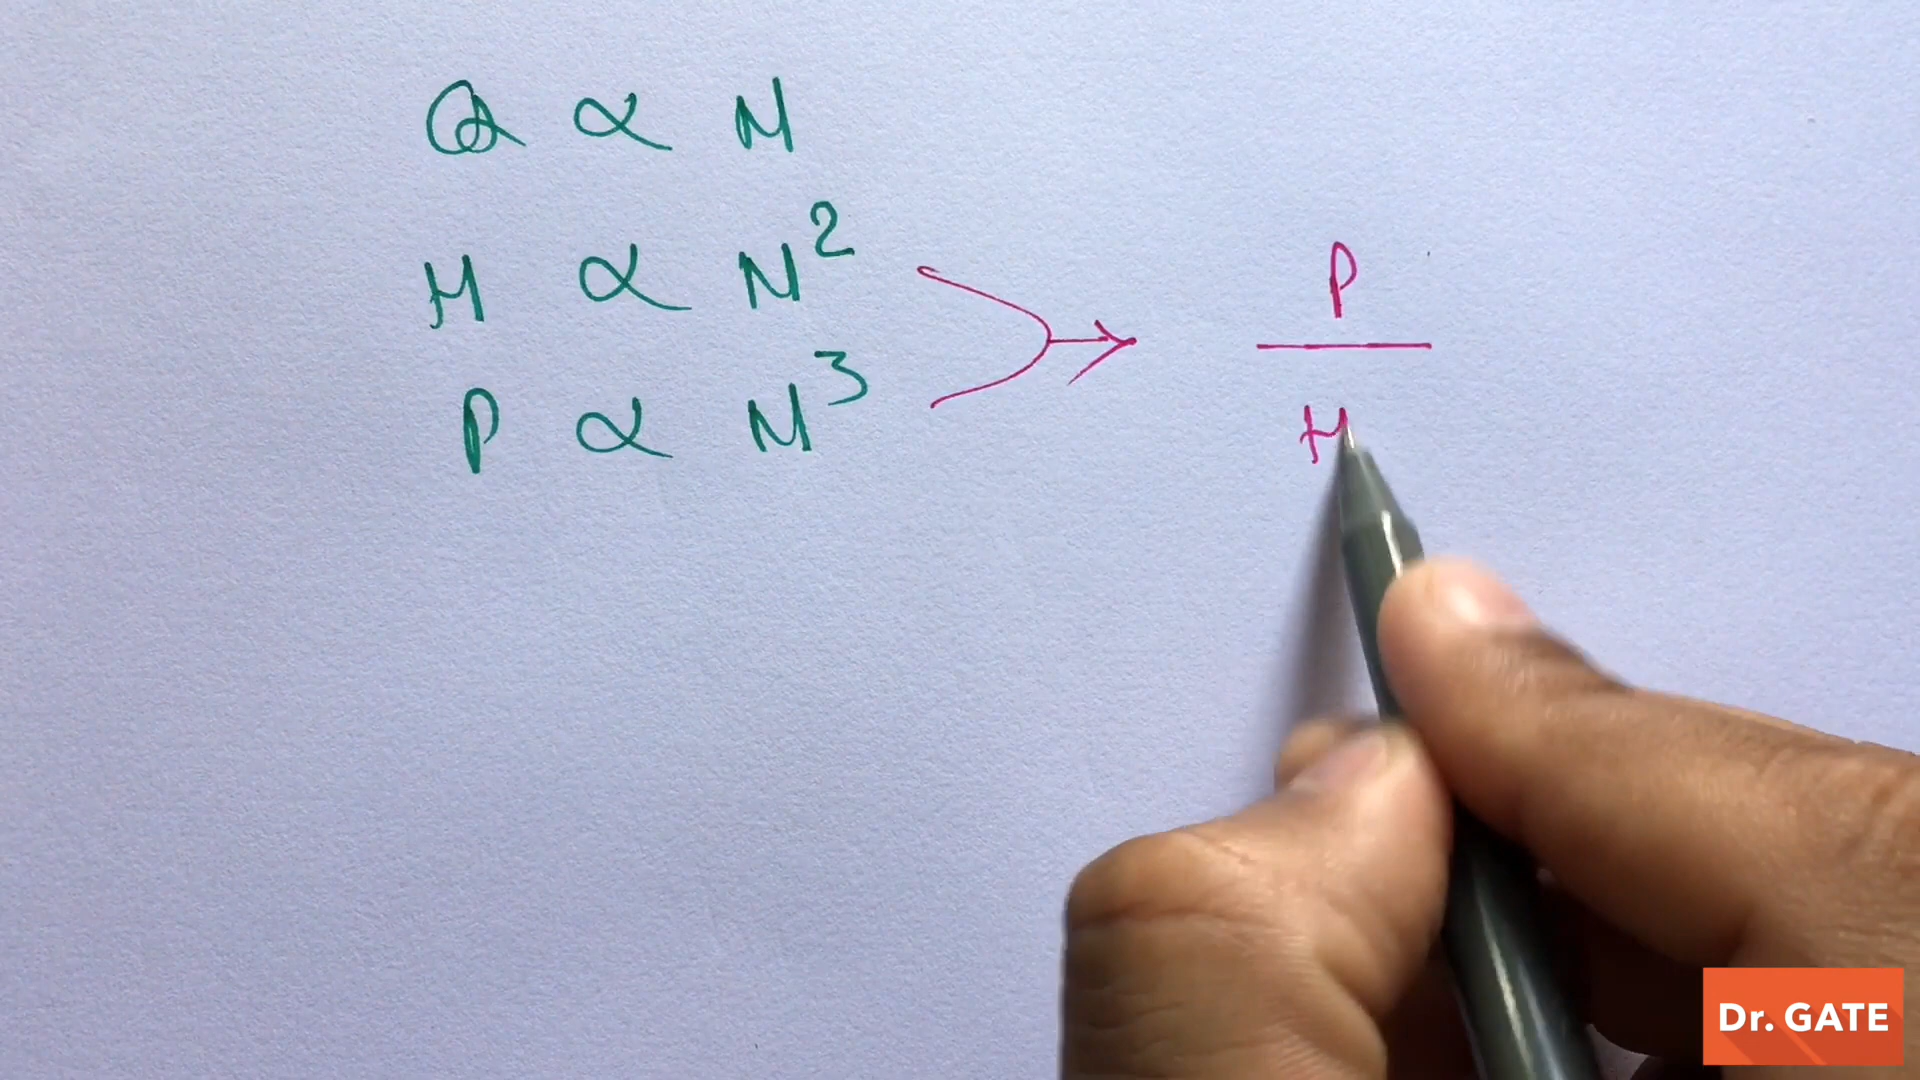 Q ∝ N
H ∝ N²
P ∝ N³
P
H
Dr. GATE